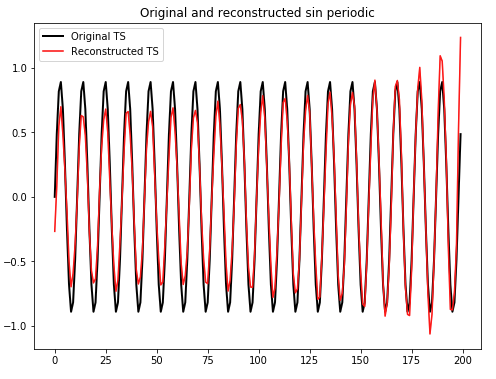 Original and reconstructed sin periodic
Original TS
Reconstructed TS
1.0
0.5
0.0
−0.5
−1.0
0 25 50 75 100 125 150 175 200